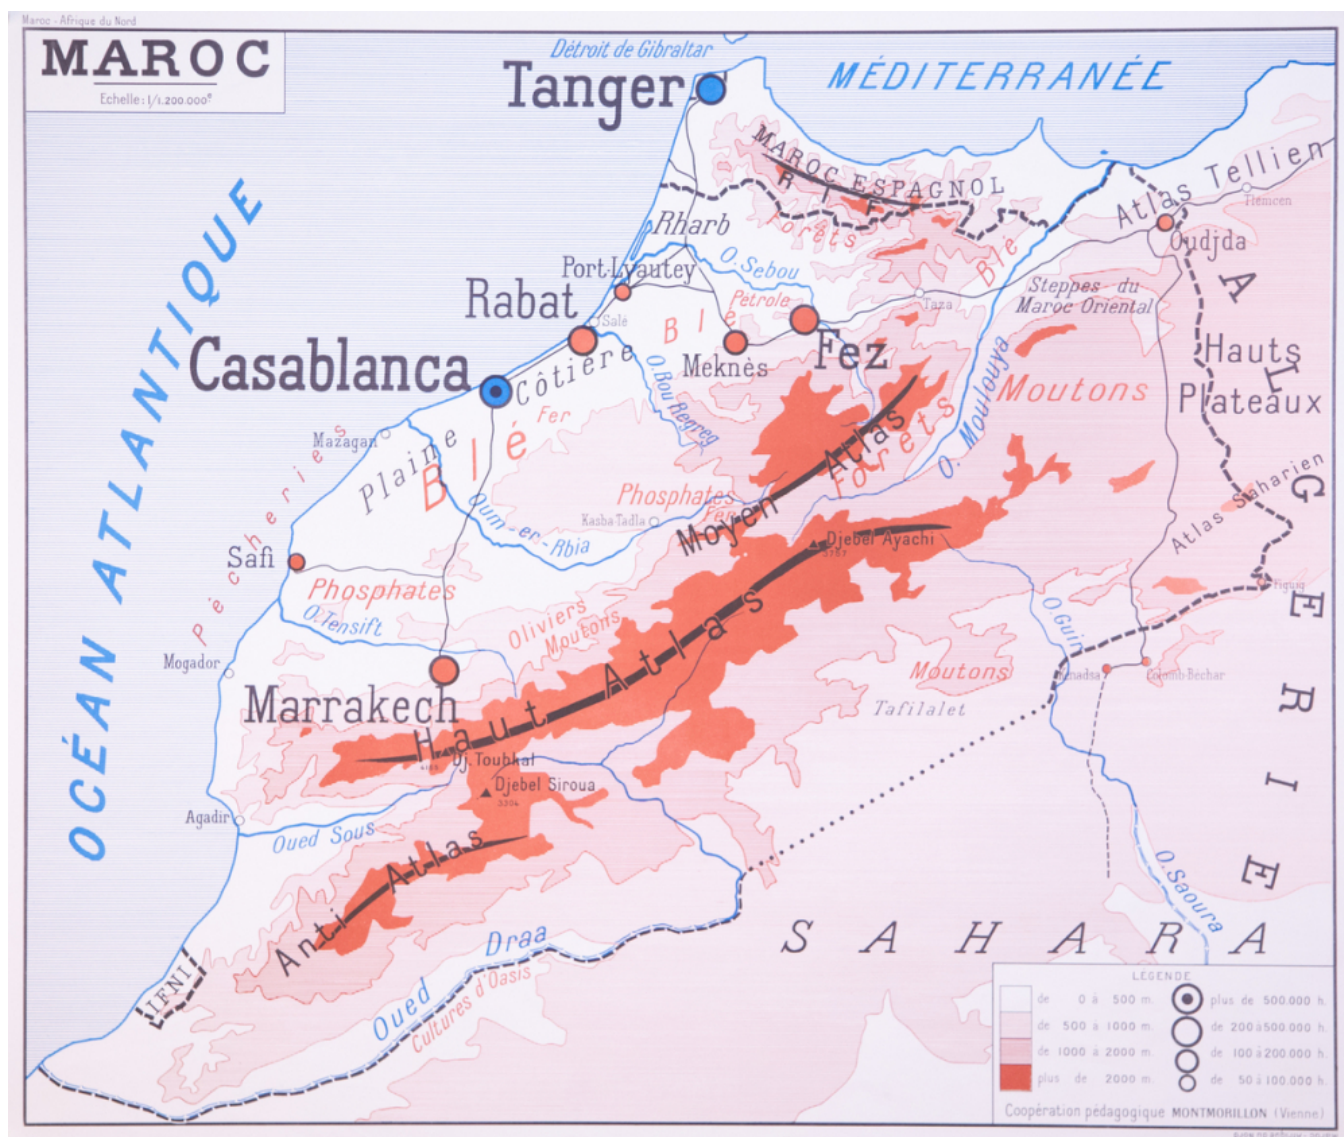 Maroc - Afrique du Nord
MAROC
Echelle : 1/1.200.000e
Détroit de Gibraltar
Tanger
MÉDITERRANÉE
MAROC ESPAGNOL
RIF
Forêts
Atlas Tellien
Tlemcen
Oudjda
Rharb
Port-Lyautey
O. Sebou
Blé
Rabat
Salé
Pétrole
Taza
Steppes du
Maroc Oriental
Blé
Meknès
Fez
Casablanca
Plaine Côtière
Fer
O. Bou Regreg
O. Moulouya
Moutons
Hauts
Plateaux
ALGERIE
OCÉAN ATLANTIQUE
Mazagan
Blé
Pêcheries
Oum-er-Rbia
Phosphates
Fer
Kasba-Tadla
Moyen Atlas
Forêts
Atlas Saharien
Djebel Ayachi
Safi
Phosphates
O. Tensift
Oliviers
Moutons
Figuig
O. Guir
Mogador
Marrakech
Haut Atlas
Moutons
Tafilalet
Colomb-Béchar
Dj. Toubkal
Djebel Siroua
3304
Agadir
Oued Sous
Anti Atlas
O. Saoura
SAHARA
IFNI
Oued Draa
Cultures d'Oasis
LÉGENDE
de 0 à 500 m.
de 500 à 1000 m.
de 1000 à 2000 m.
plus de 2000 m.
plus de 500.000 h.
de 200 à 500.000 h.
de 100 à 200.000 h.
de 50 à 100.000 h.
Coopération pédagogique MONTMORILLON (Vienne)